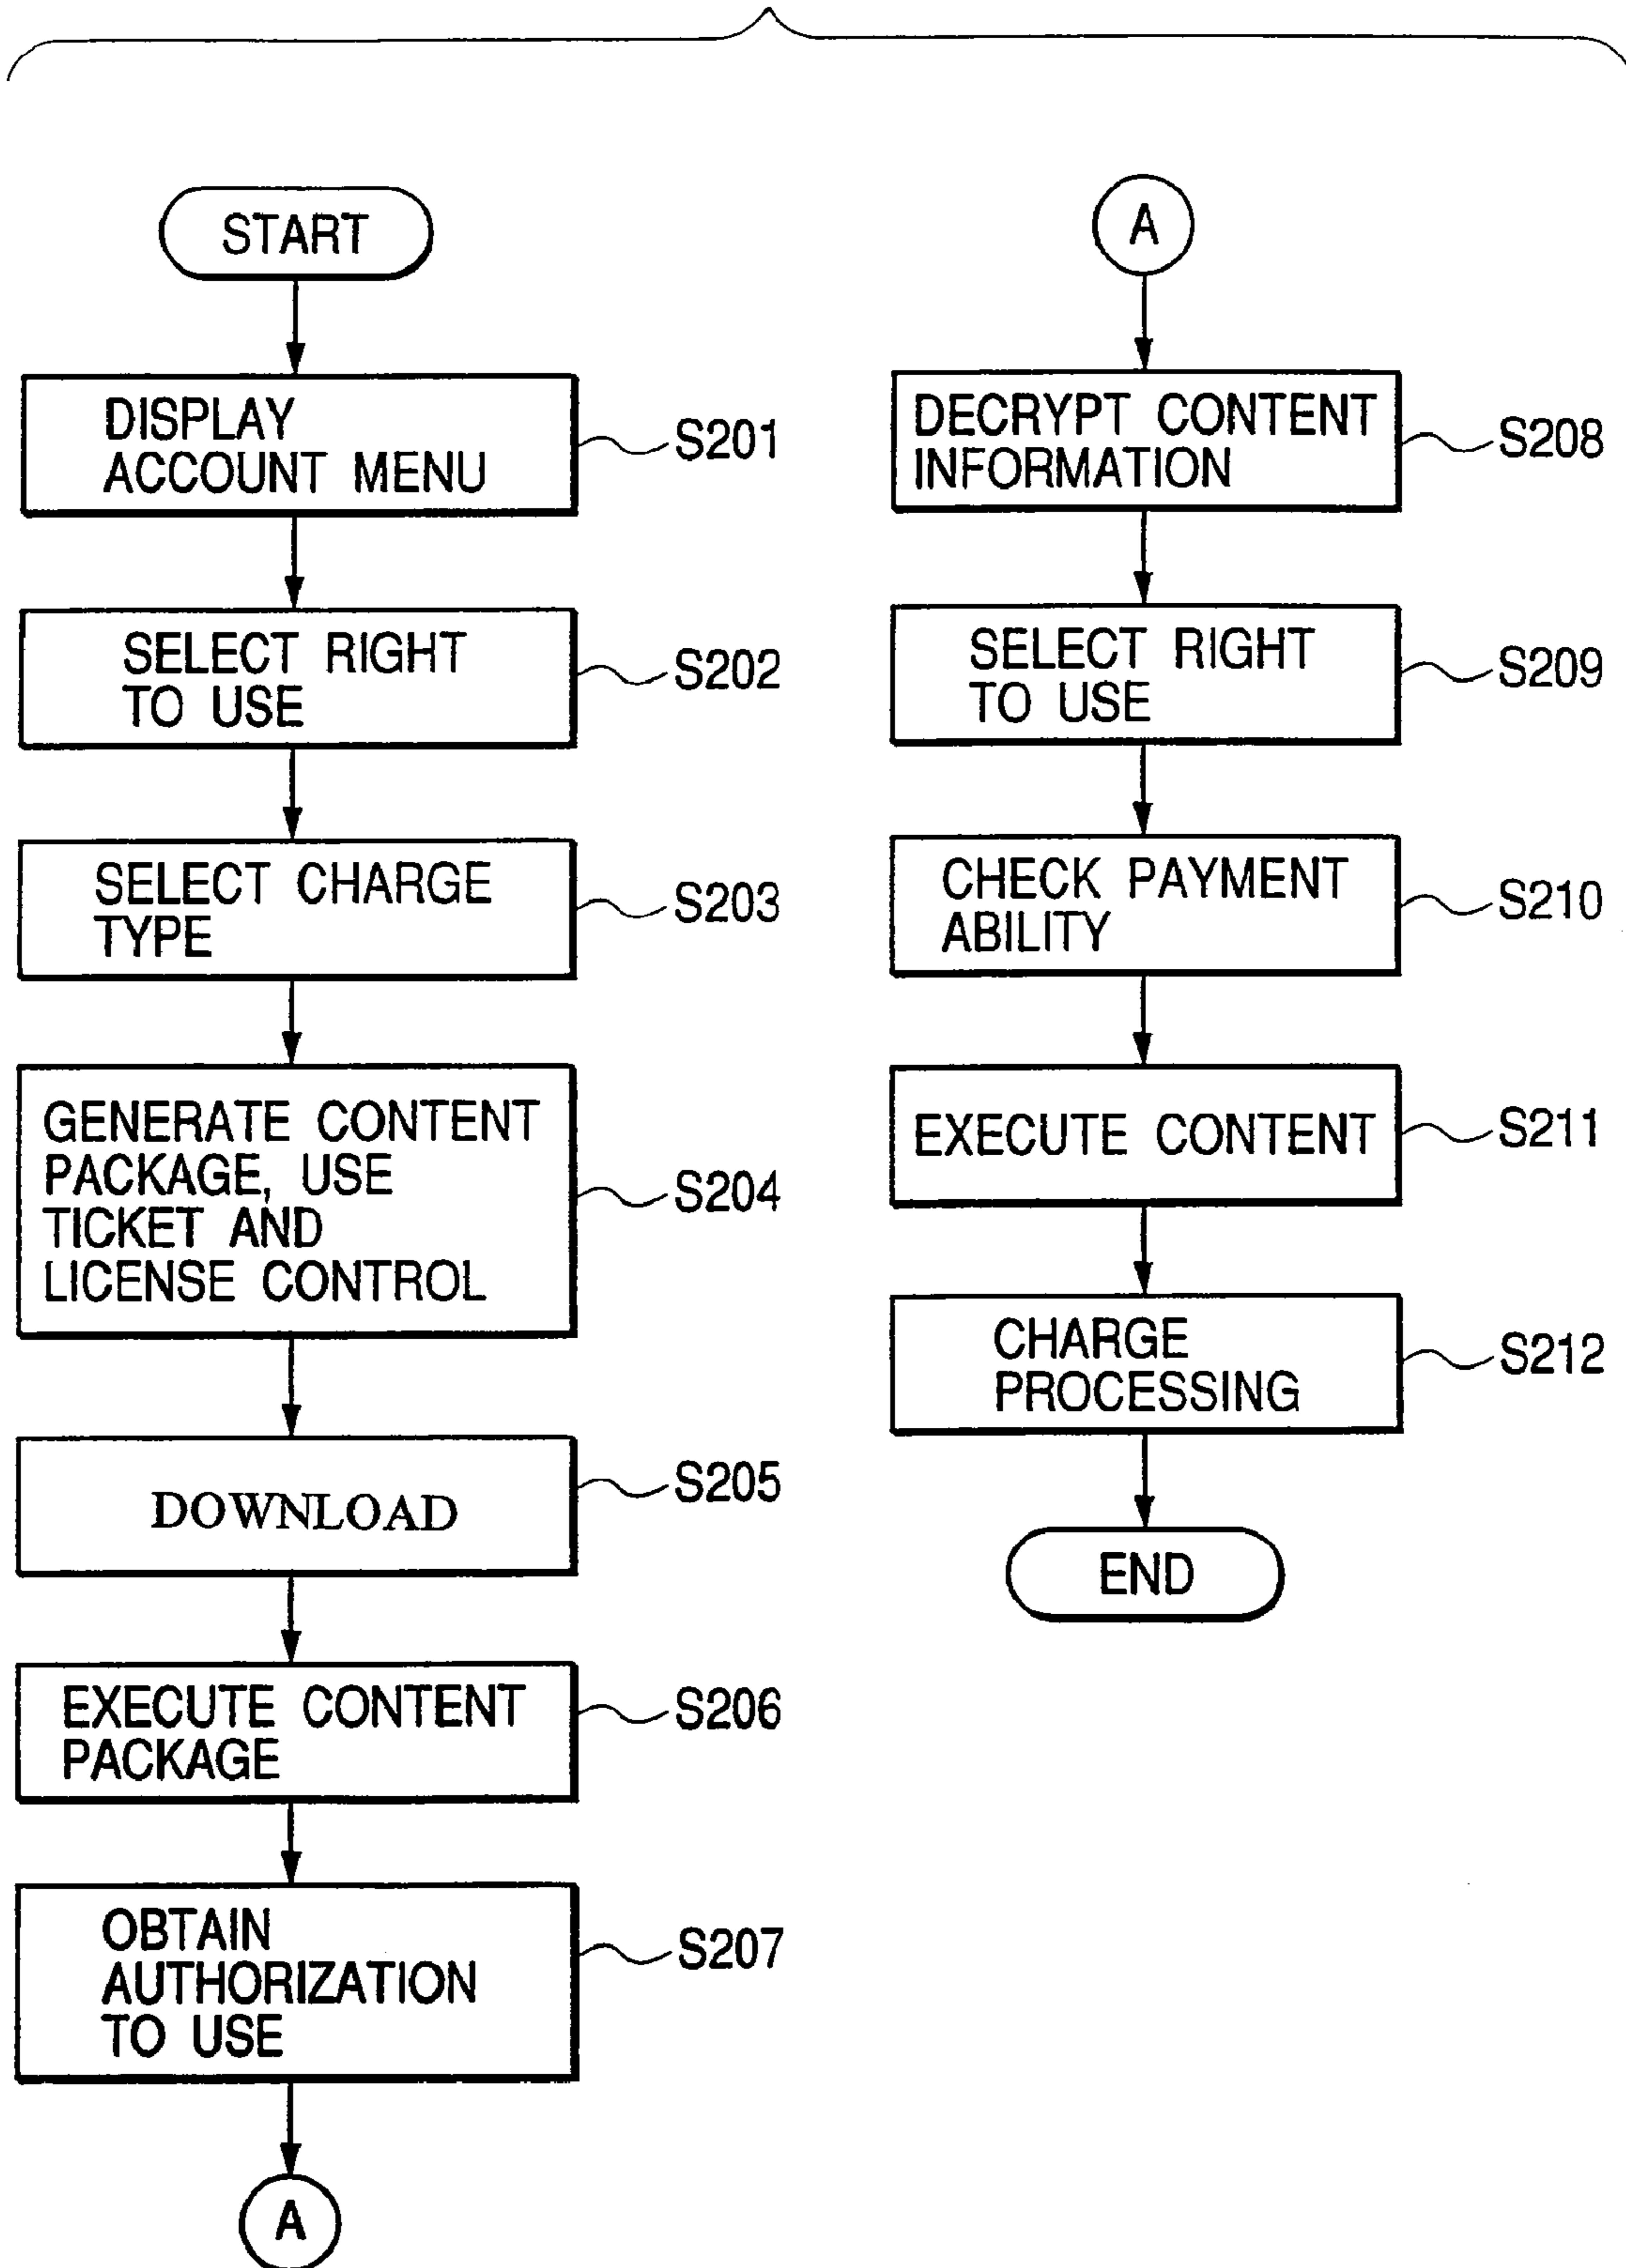 START
DISPLAY
ACCOUNT MENU
S201
SELECT RIGHT
TO USE
S202
SELECT CHARGE
TYPE
S203
GENERATE CONTENT
PACKAGE, USE
TICKET AND
LICENSE CONTROL
S204
DOWNLOAD
S205
EXECUTE CONTENT
PACKAGE
S206
OBTAIN
AUTHORIZATION
TO USE
S207
A
A
DECRYPT CONTENT
INFORMATION
S208
SELECT RIGHT
TO USE
S209
CHECK PAYMENT
ABILITY
S210
EXECUTE CONTENT
S211
CHARGE
PROCESSING
S212
END